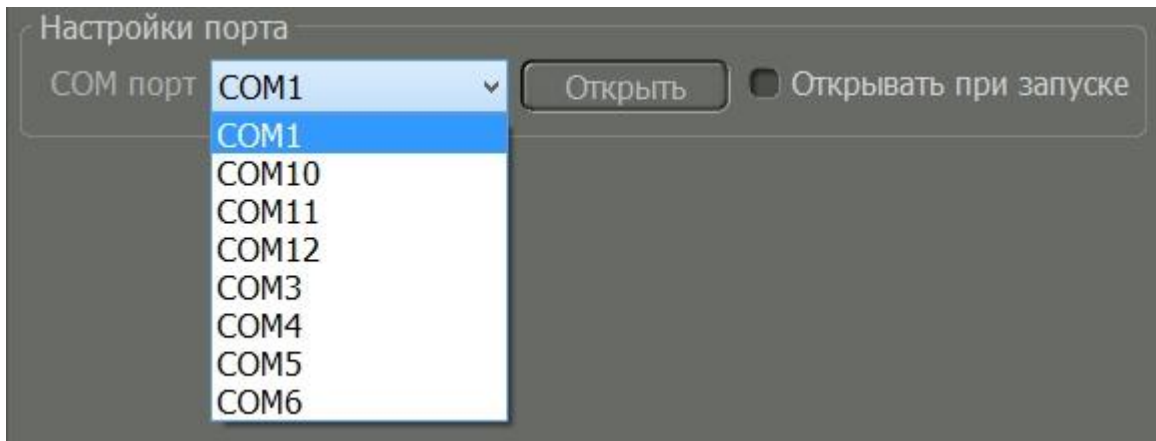 Настройки порта
COM порт COM1 Открыть Открывать при запуске
COM1
COM10
COM11
COM12
COM3
COM4
COM5
COM6